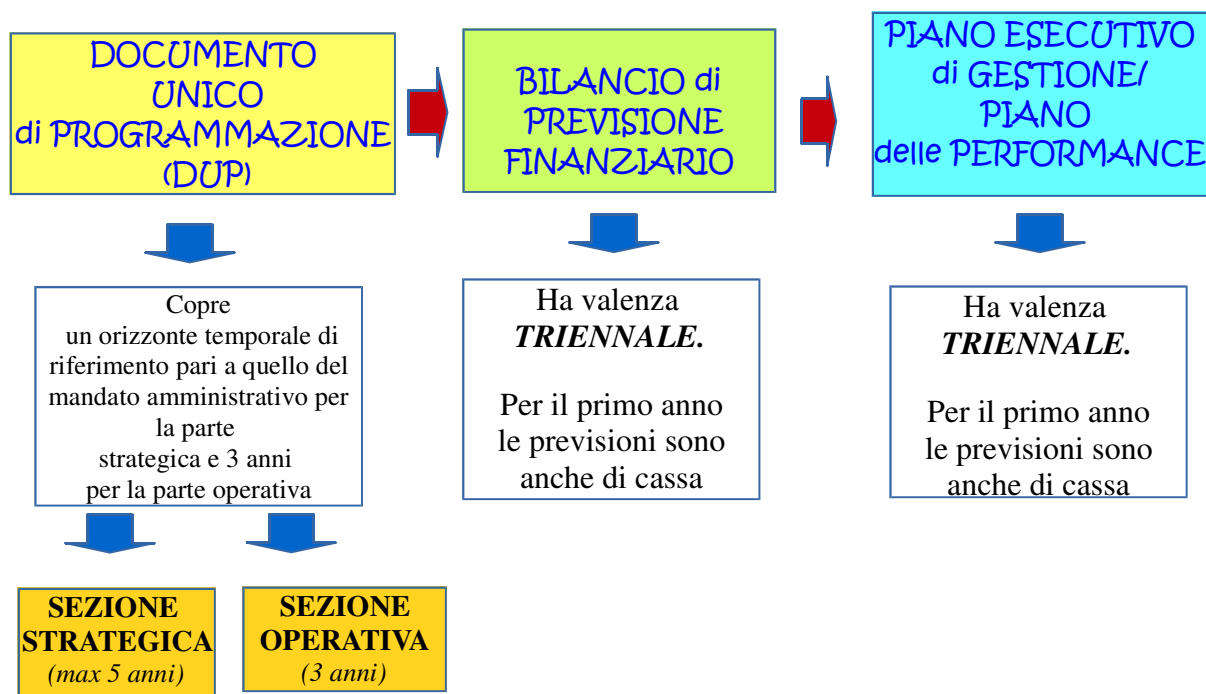 DOCUMENTO
UNICO
di PROGRAMMAZIONE
(DUP)
BILANCIO di
PREVISIONE
FINANZIARIO
PIANO ESECUTIVO
di GESTIONE/
PIANO
delle PERFORMANCE
Copre
un orizzonte temporale di
riferimento pari a quello del
mandato amministrativo per
la parte
strategica e 3 anni
per la parte operativa
Ha valenza
TRIENNALE.
Per il primo anno
le previsioni sono
anche di cassa
Ha valenza
TRIENNALE.
Per il primo anno
le previsioni sono
anche di cassa
SEZIONE
STRATEGICA
(max 5 anni)
SEZIONE
OPERATIVA
(3 anni)